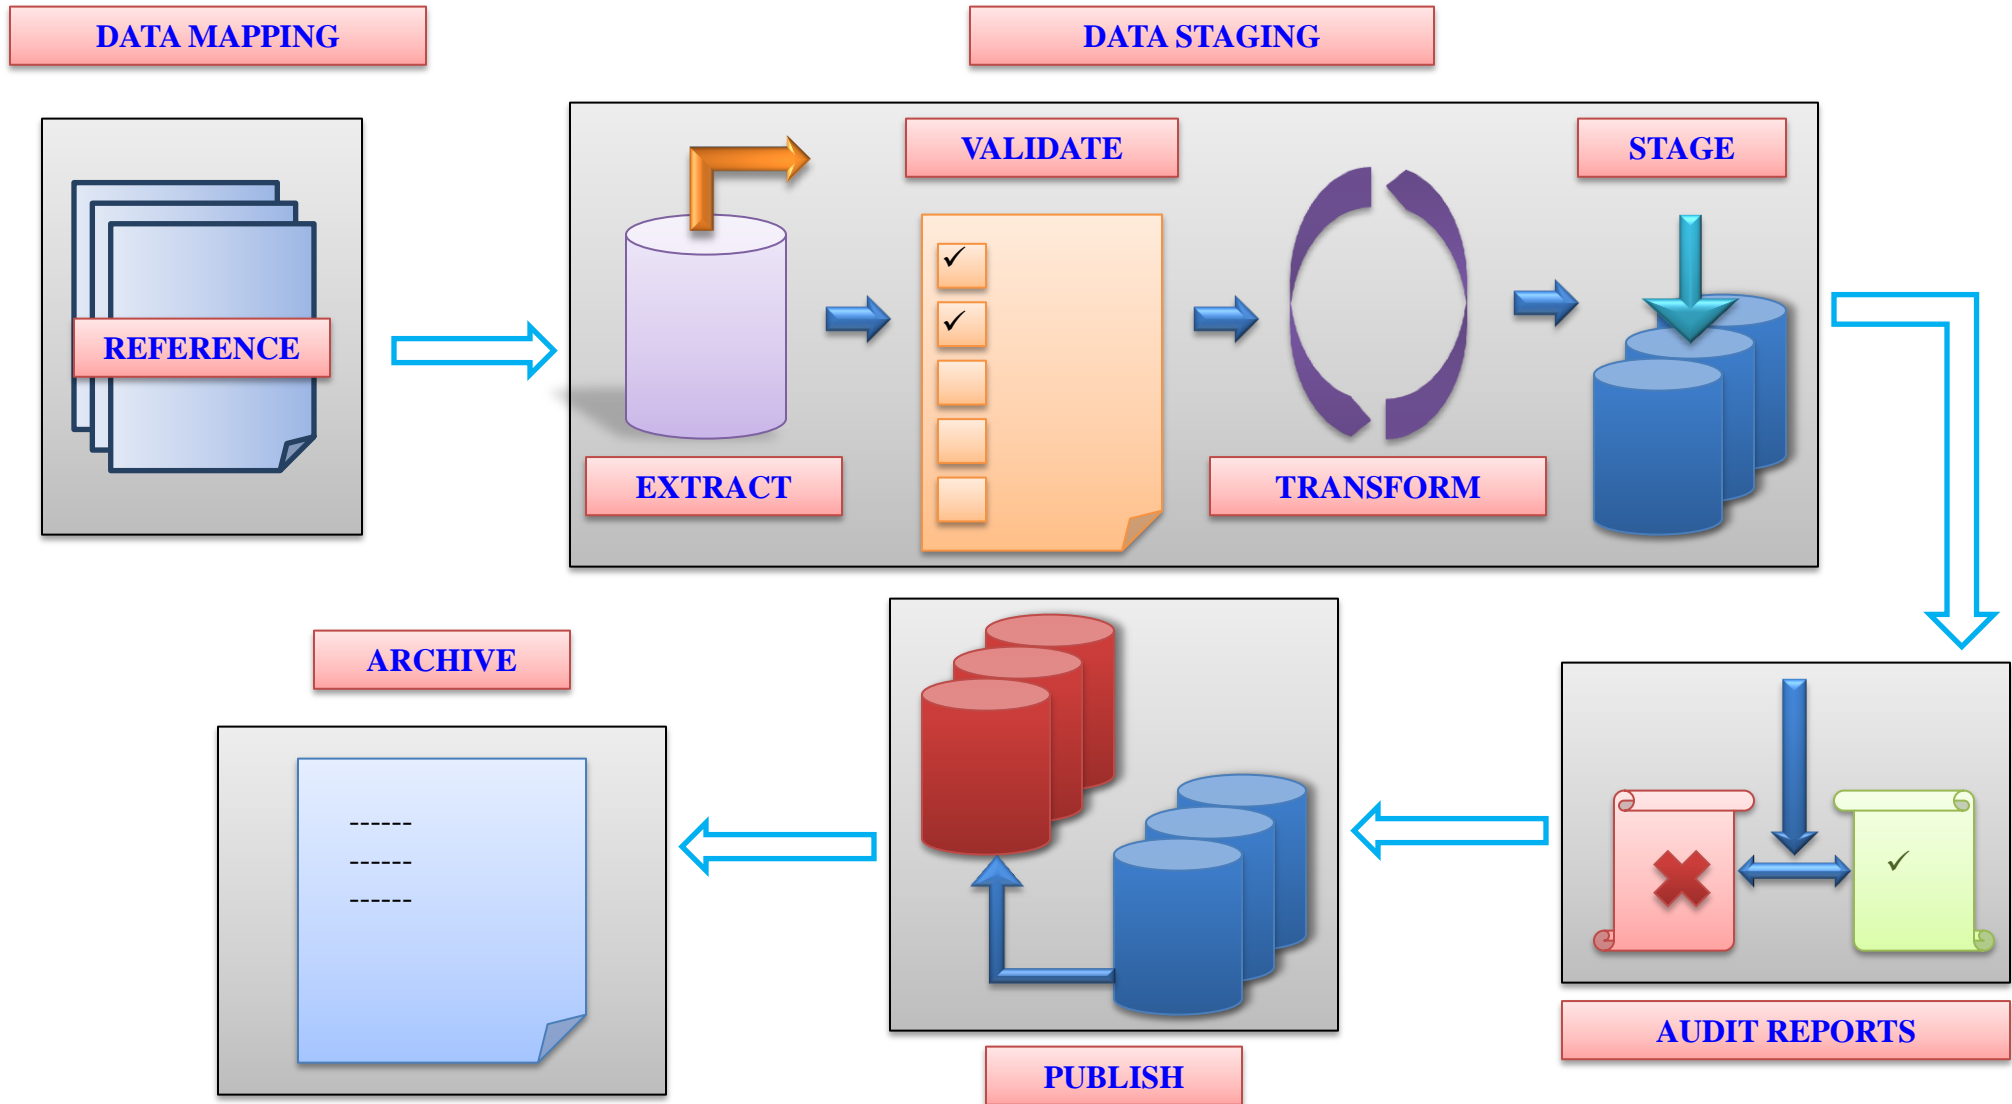 DATA MAPPING
DATA STAGING
VALIDATE
STAGE
REFERENCE
EXTRACT
TRANSFORM
ARCHIVE
------
------
------
AUDIT REPORTS
PUBLISH